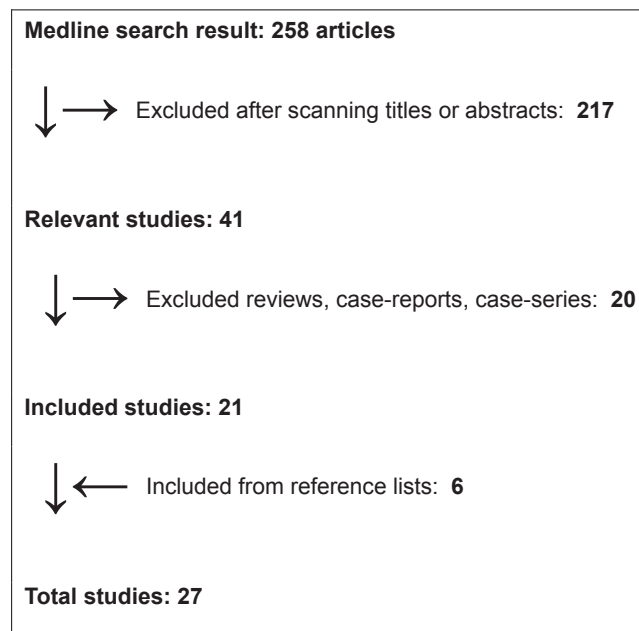 Medline search result: 258 articles
Excluded after scanning titles or abstracts: 217
Relevant studies: 41
Excluded reviews, case-reports, case-series: 20
Included studies: 21
Included from reference lists: 6
Total studies: 27